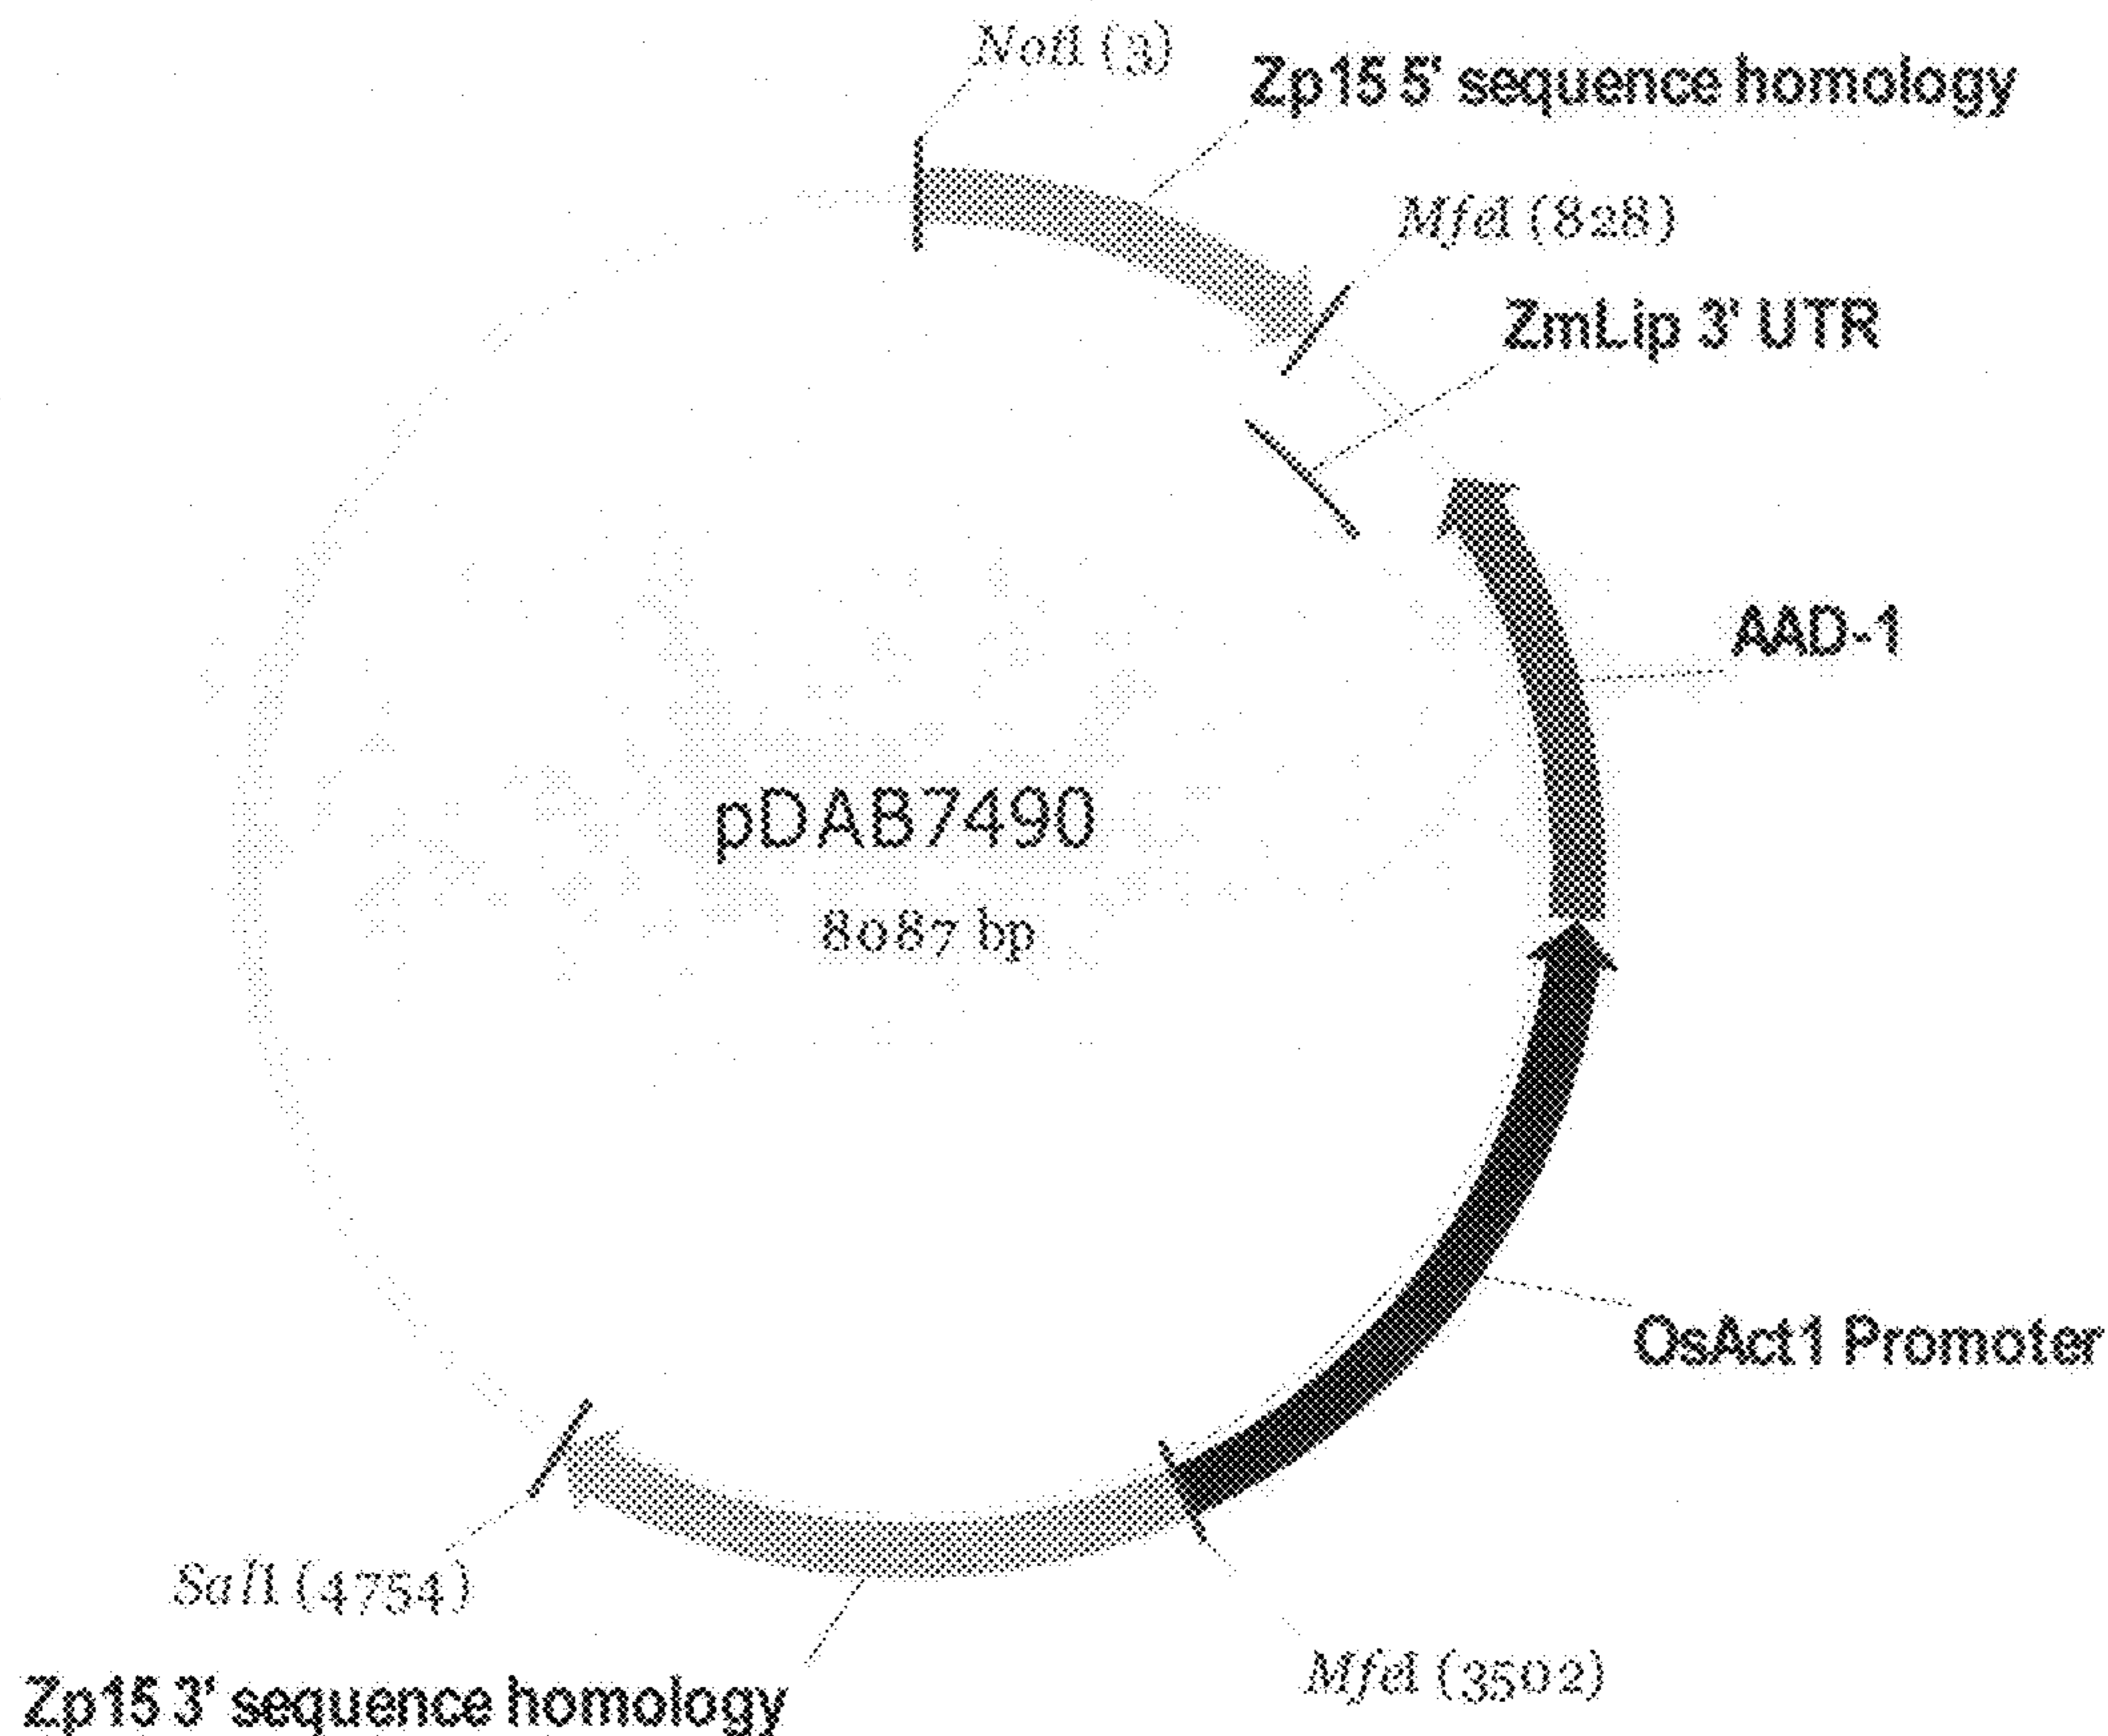 NotI (3)
Zp15 5' sequence homology
MfeI (828)
ZmLip 3' UTR
AAD-1
pDAB7490
8087 bp
OsAct1 Promoter
SalI (4754)
MfeI (3502)
Zp15 3' sequence homology